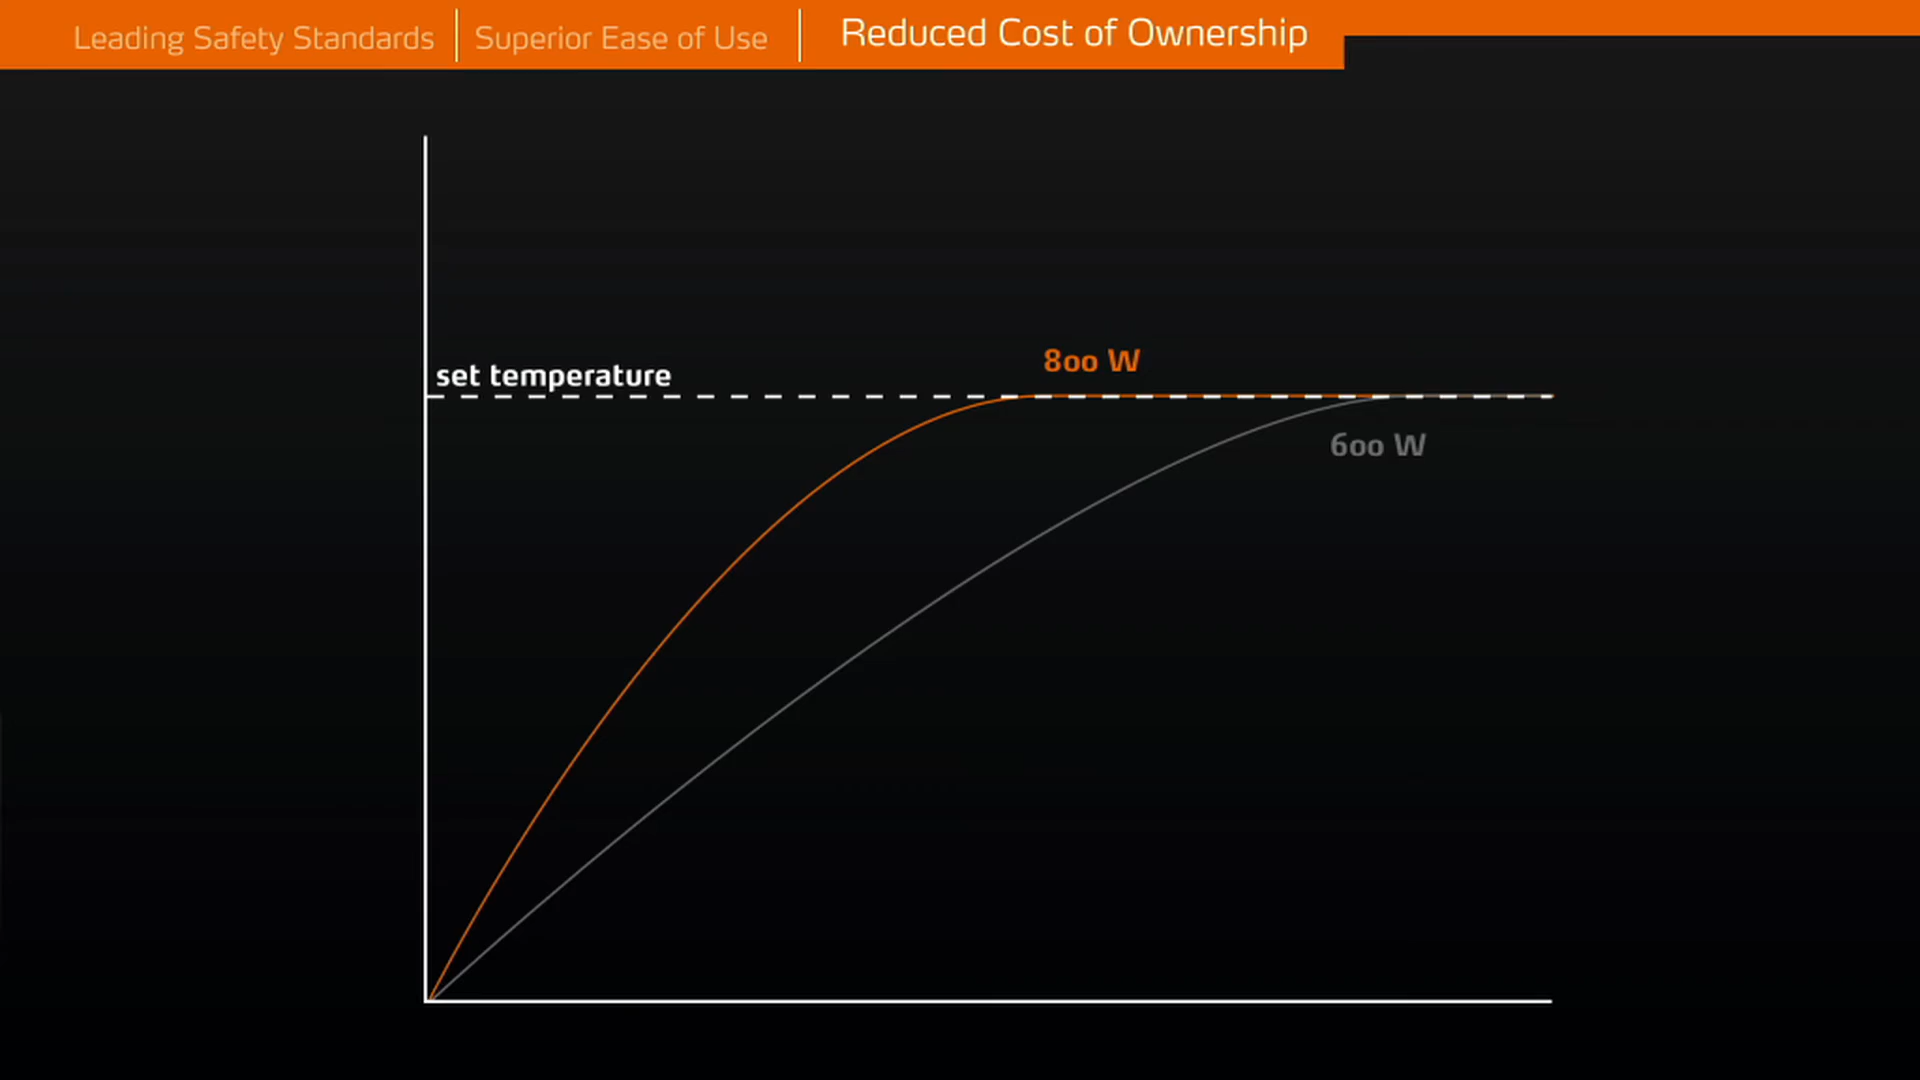 Leading Safety Standards
Superior Ease of Use
Reduced Cost of Ownership
800 W
set temperature
600 W